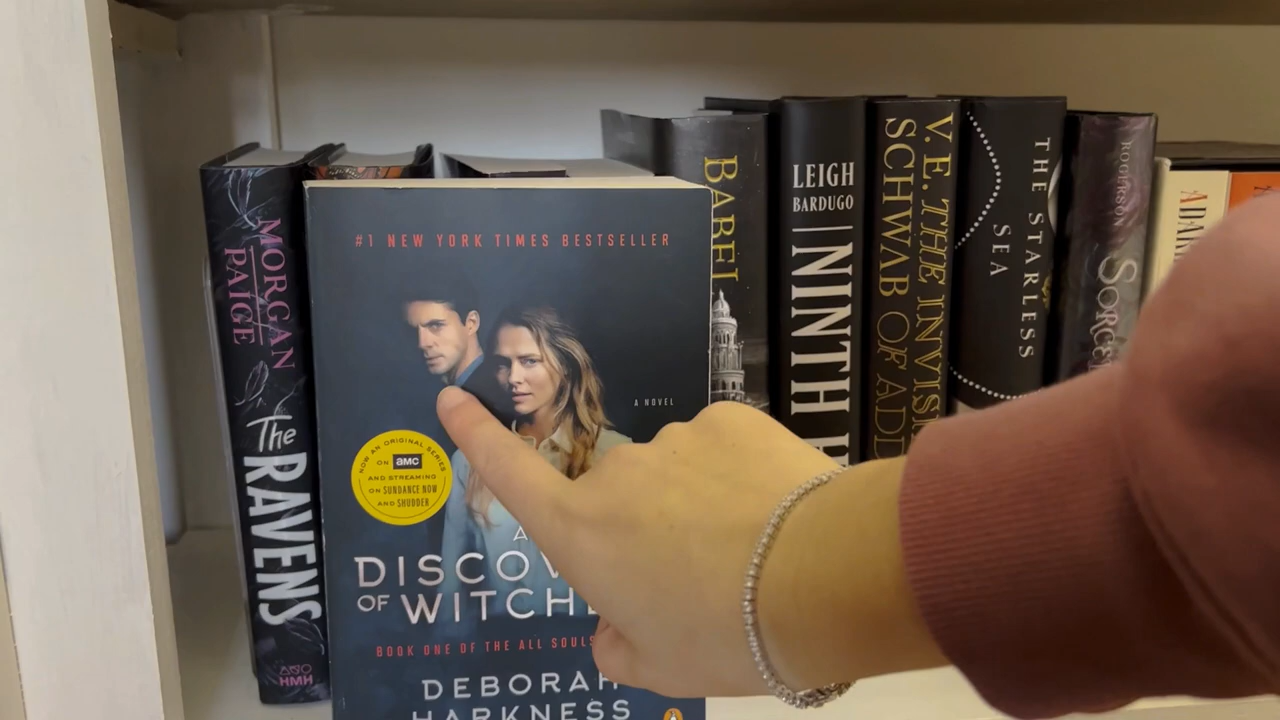 MORGAN
PAIGE
The
RAVENS
HMH
#1 NEW YORK TIMES BESTSELLER
A NOVEL
NOW AN ORIGINAL SERIES
ON amc
AND STREAMING
ON SUNDANCE NOW
AND SHUDDER
A
DISCOV
OF WITCHE
BOOK ONE OF THE ALL SOULS
DEBORAH
HARKNESS
BABEL
LEIGH
BARDUGO
NINTH H
V.E.
SCHWAB
THE INVISI
OF ADD
THE STARLESS
SEA
ROGERSON
SORCE
ADA